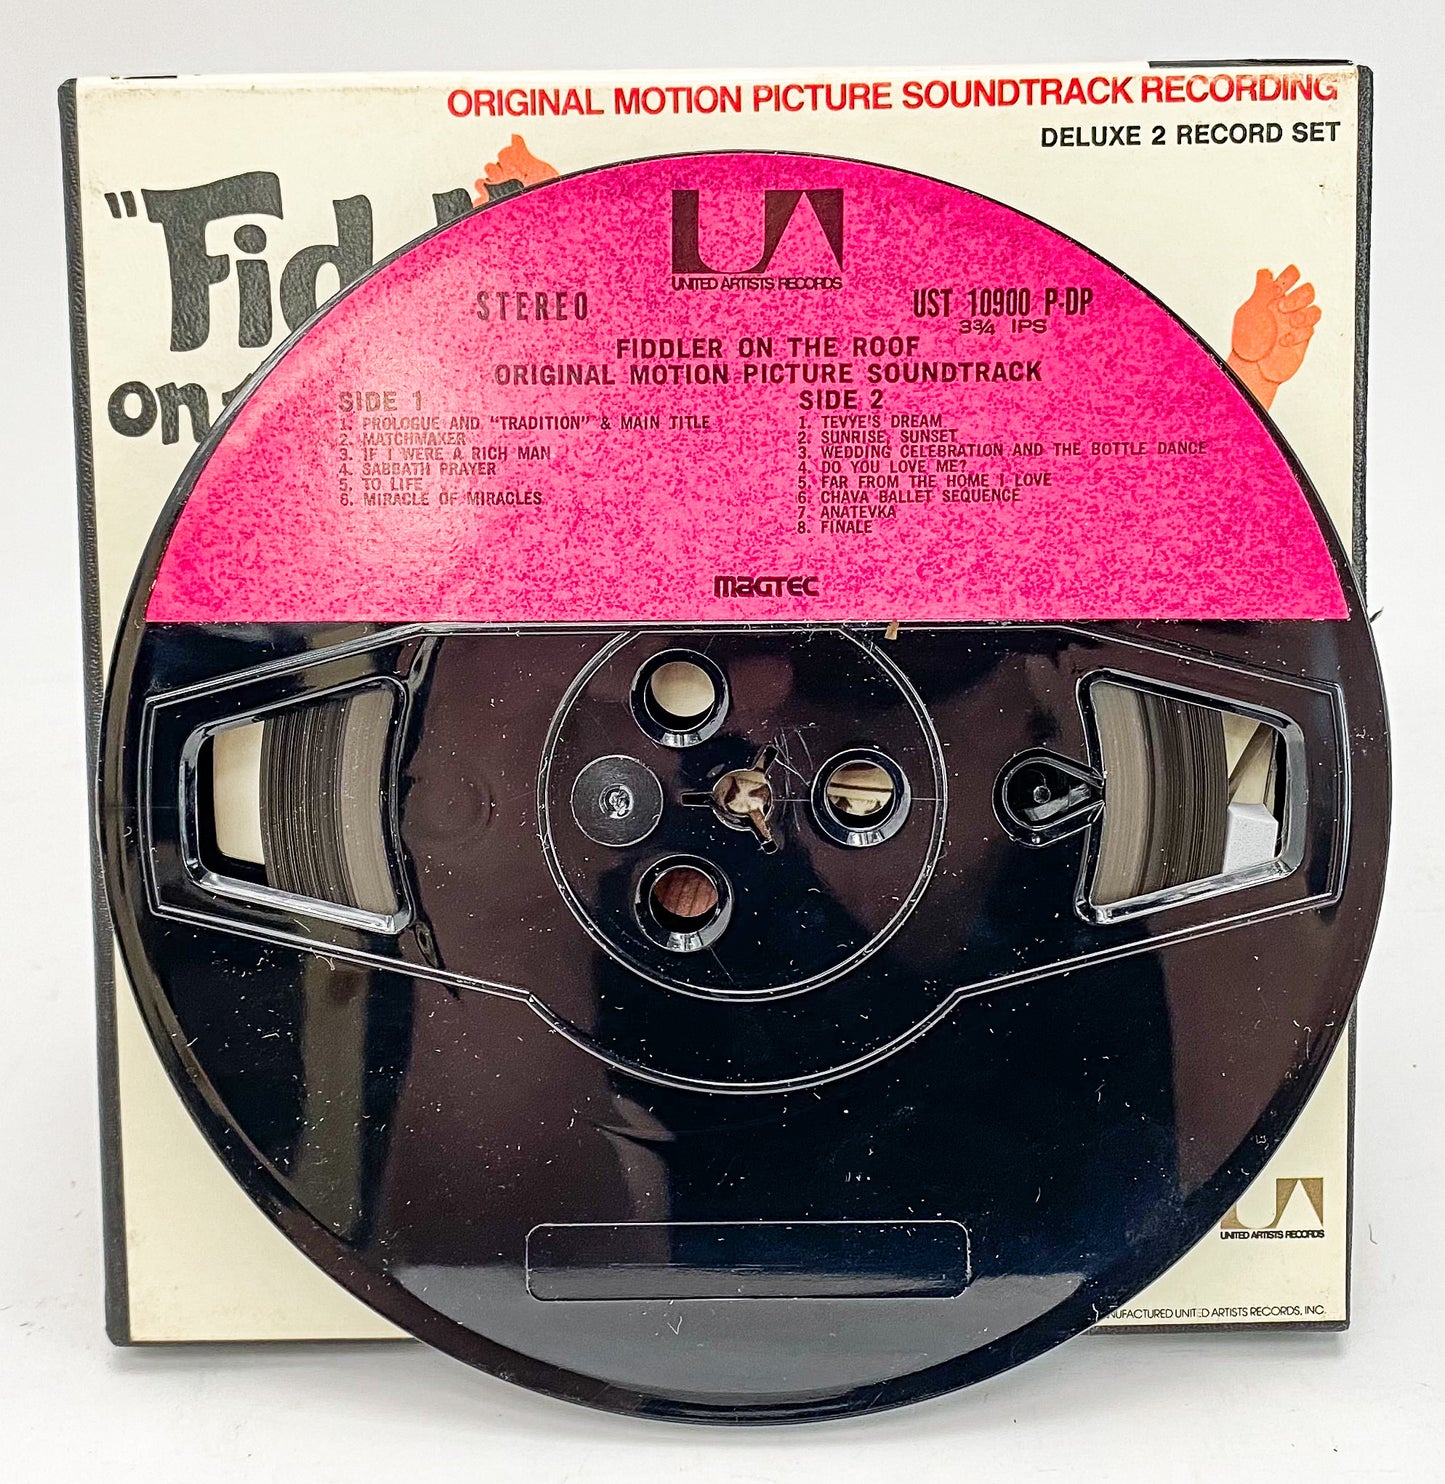 ORIGINAL MOTION PICTURE SOUNDTRACK RECORDING
DELUXE 2 RECORD SET
"Fid
on
UA
UNITED ARTISTS RECORDS
STEREO
UST 10900 P-DP
3¾ IPS
FIDDLER ON THE ROOF
ORIGINAL MOTION PICTURE SOUNDTRACK
SIDE 1
1. PROLOGUE AND "TRADITION" & MAIN TITLE
2. MATCHMAKER
3. IF I WERE A RICH MAN
4. SABBATH PRAYER
5. TO LIFE
6. MIRACLE OF MIRACLES
SIDE 2
1. TEVYE'S DREAM
2. SUNRISE, SUNSET
3. WEDDING CELEBRATION AND THE BOTTLE DANCE
4. DO YOU LOVE ME?
5. FAR FROM THE HOME I LOVE
6. CHAVA BALLET SEQUENCE
7. ANATEVKA
8. FINALE
MAGTEC
UA
UNITED ARTISTS RECORDS
NUFACTURED UNITED ARTISTS RECORDS, INC.